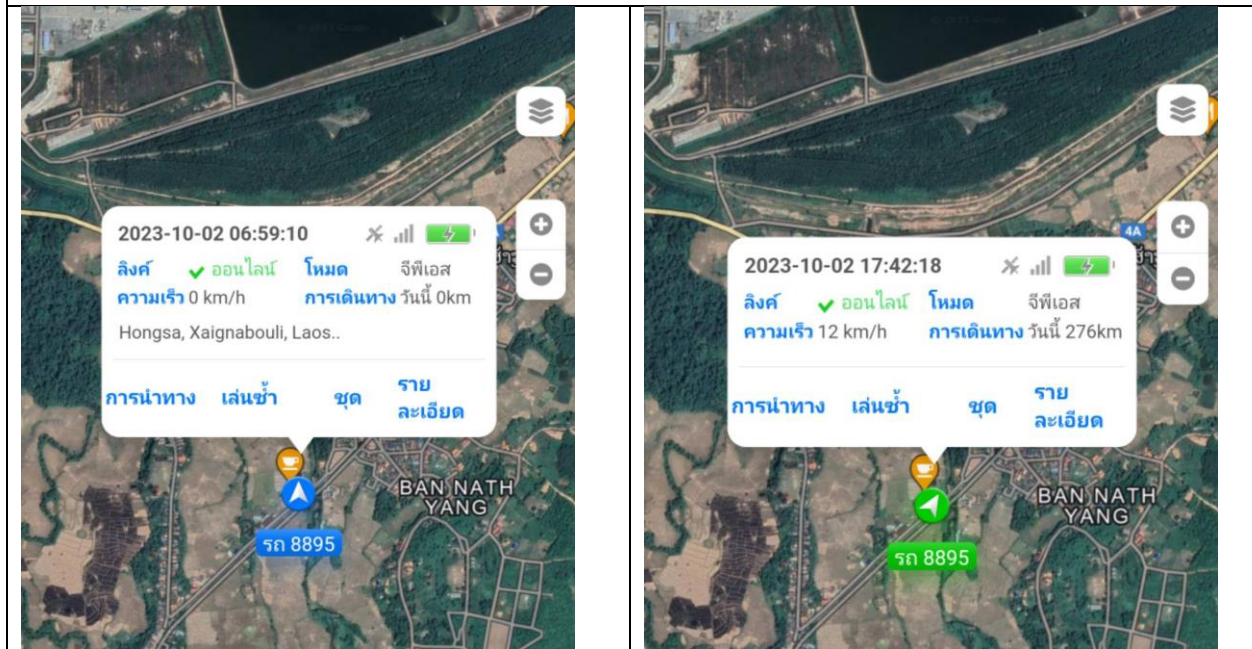 2023-10-02 06:59:10
ลิงค์ ออนไลน์ โหมด จีพีเอส
ความเร็ว 0 km/h การเดินทาง วันนี้ 0km
Hongsa, Xaignabouli, Laos..
การนำทาง เล่นซ้ำ ชุด ราย
ละเอียด
BAN NATH
YANG
รถ 8895
4A
2023-10-02 17:42:18
ลิงค์ ออนไลน์ โหมด จีพีเอส
ความเร็ว 12 km/h การเดินทาง วันนี้ 276km
การนำทาง เล่นซ้ำ ชุด ราย
ละเอียด
BAN NATH
YANG
รถ 8895